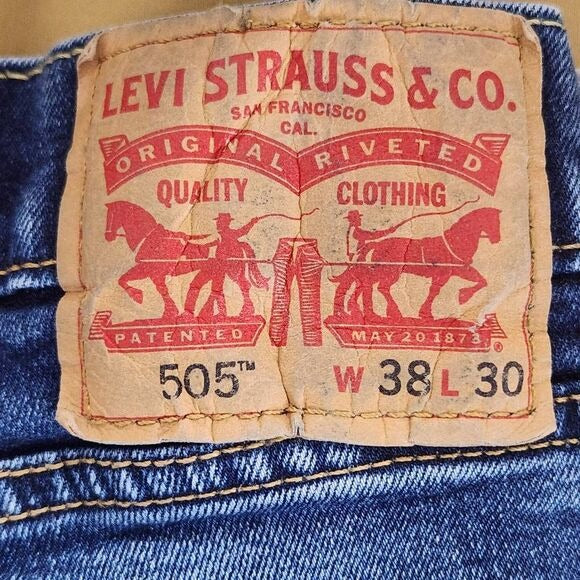 LEVI STRAUSS & CO.
SAN FRANCISCO
CAL.
ORIGINAL RIVETED
QUALITY CLOTHING
PATENTED MAY 20 1873 ®
505™ W 38 L 30